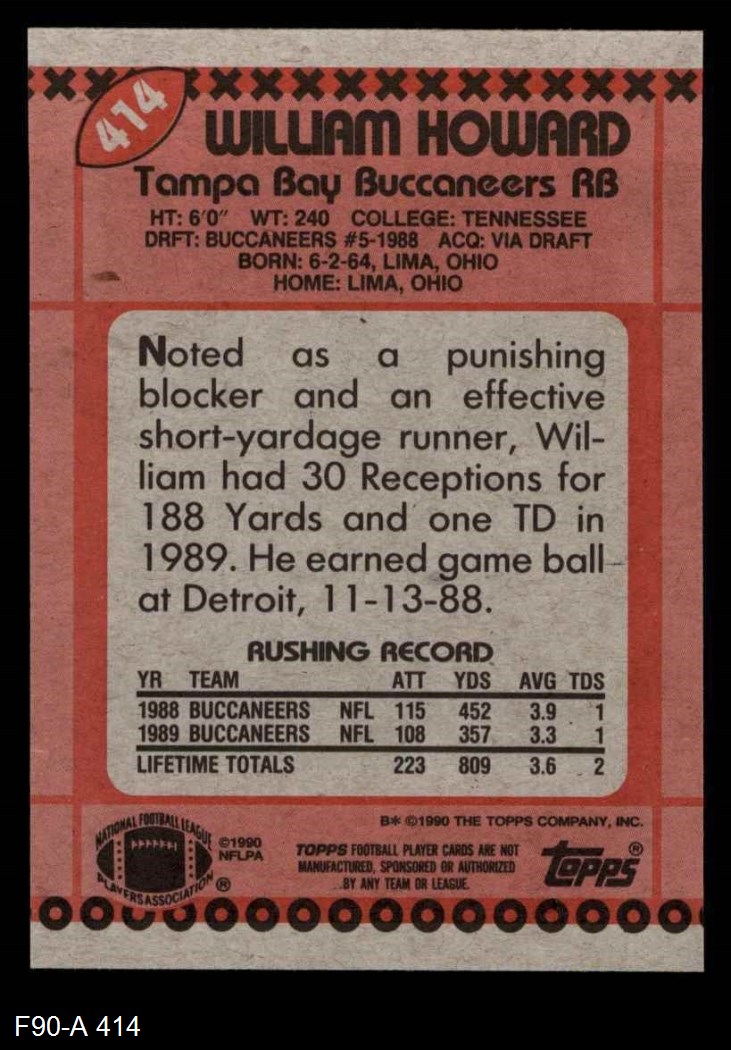 414
WILLIAM HOWARD
Tampa Bay Buccaneers RB
HT: 6'0" WT: 240 COLLEGE: TENNESSEE
DRFT: BUCCANEERS #5-1988 ACQ: VIA DRAFT
BORN: 6-2-64, LIMA, OHIO
HOME: LIMA, OHIO
Noted as a punishing
blocker and an effective
short-yardage runner, Wil-
liam had 30 Receptions for
188 Yards and one TD in
1989. He earned game ball
at Detroit, 11-13-88.
RUSHING RECORD
YR TEAM ATT YDS AVG TDS
1988 BUCCANEERS NFL 115 452 3.9 1
1989 BUCCANEERS NFL 108 357 3.3 1
LIFETIME TOTALS 223 809 3.6 2
B* ©1990 THE TOPPS COMPANY, INC.
NATIONAL FOOTBALL LEAGUE
PLAYERS ASSOCIATION ®
©1990
NFLPA
TOPPS FOOTBALL PLAYER CARDS ARE NOT
MANUFACTURED, SPONSORED OR AUTHORIZED
BY ANY TEAM OR LEAGUE.
topps ®
F90-A 414